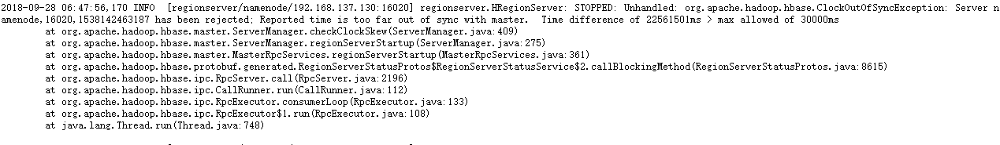 2018-09-28 06:47:56,170 INFO  [regionserver/namenode/192.168.137.130:16020] regionserver.HRegionServer: STOPPED: Unhandled: org.apache.hadoop.hbase.ClockOutOfSyncException: Server n
amenode,16020,1538142463187 has been rejected; Reported time is too far out of sync with master.  Time difference of 22561501ms > max allowed of 30000ms
at org.apache.hadoop.hbase.master.ServerManager.checkClockSkew(ServerManager.java:409)
at org.apache.hadoop.hbase.master.ServerManager.regionServerStartup(ServerManager.java:275)
at org.apache.hadoop.hbase.master.MasterRpcServices.regionServerStartup(MasterRpcServices.java:361)
at org.apache.hadoop.hbase.protobuf.generated.RegionServerStatusProtos$RegionServerStatusService$2.callBlockingMethod(RegionServerStatusProtos.java:8615)
at org.apache.hadoop.hbase.ipc.RpcServer.call(RpcServer.java:2196)
at org.apache.hadoop.hbase.ipc.CallRunner.run(CallRunner.java:112)
at org.apache.hadoop.hbase.ipc.RpcExecutor.consumerLoop(RpcExecutor.java:133)
at org.apache.hadoop.hbase.ipc.RpcExecutor$1.run(RpcExecutor.java:108)
at java.lang.Thread.run(Thread.java:748)